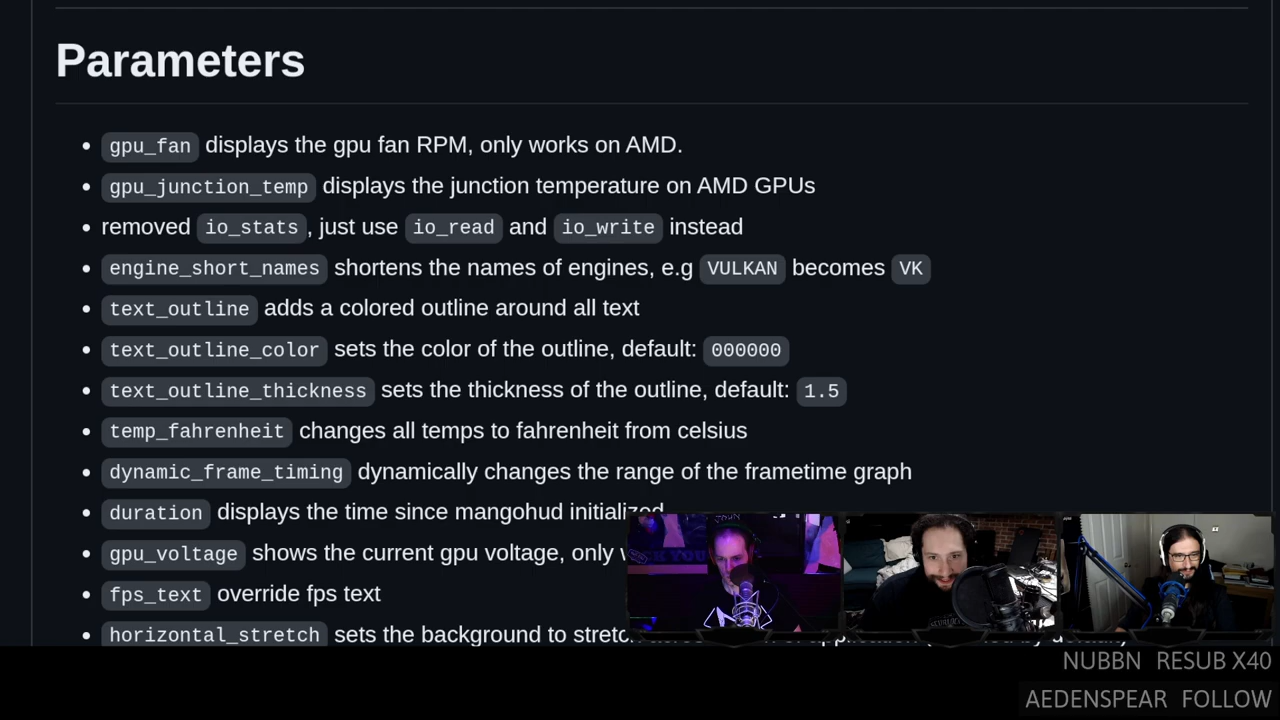 Parameters
gpu_fan displays the gpu fan RPM, only works on AMD.
gpu_junction_temp displays the junction temperature on AMD GPUs
removed io_stats, just use io_read and io_write instead
engine_short_names shortens the names of engines, e.g VULKAN becomes VK
text_outline adds a colored outline around all text
text_outline_color sets the color of the outline, default: 000000
text_outline_thickness sets the thickness of the outline, default: 1.5
temp_fahrenheit changes all temps to fahrenheit from celsius
dynamic_frame_timing dynamically changes the range of the frametime graph
duration displays the time since mangohud initialized
gpu_voltage shows the current gpu voltage, only
fps_text override fps text
horizontal_stretch sets the background to
NUBBN RESUB X40
AEDENSPEAR FOLLOW